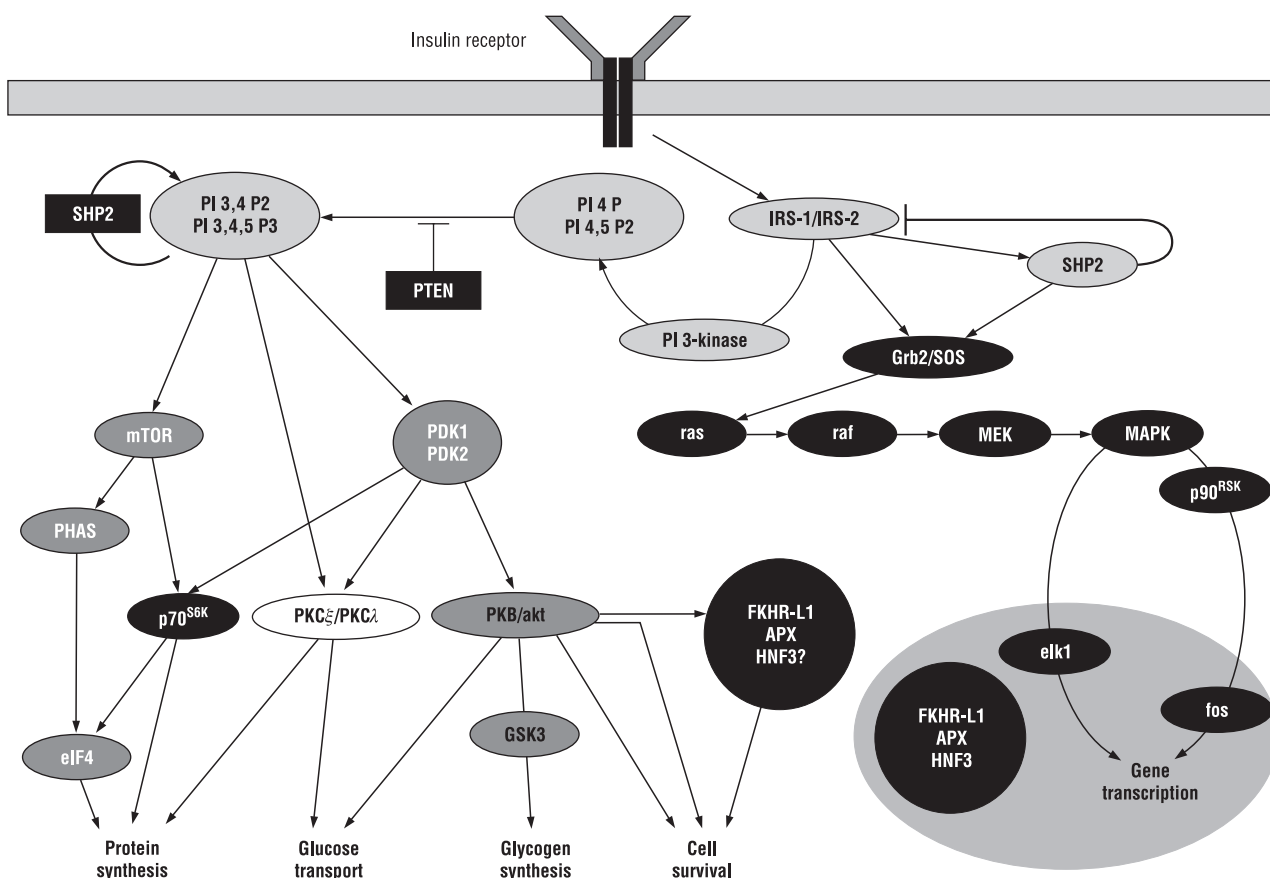 Insulin receptor
SHP2
PI 3,4 P2
PI 3,4,5 P3
PI 4 P
PI 4,5 P2
IRS-1/IRS-2
SHP2
PTEN
PI 3-kinase
Grb2/SOS
mTOR
PDK1
PDK2
ras
raf
MEK
MAPK
p90RSK
PHAS
p70S6K
PKCξ/PKCλ
PKB/akt
FKHR-L1
APX
HNF3?
elk1
FKHR-L1
APX
HNF3
fos
eIF4
GSK3
Gene
transcription
Protein
synthesis
Glucose
transport
Glycogen
synthesis
Cell
survival